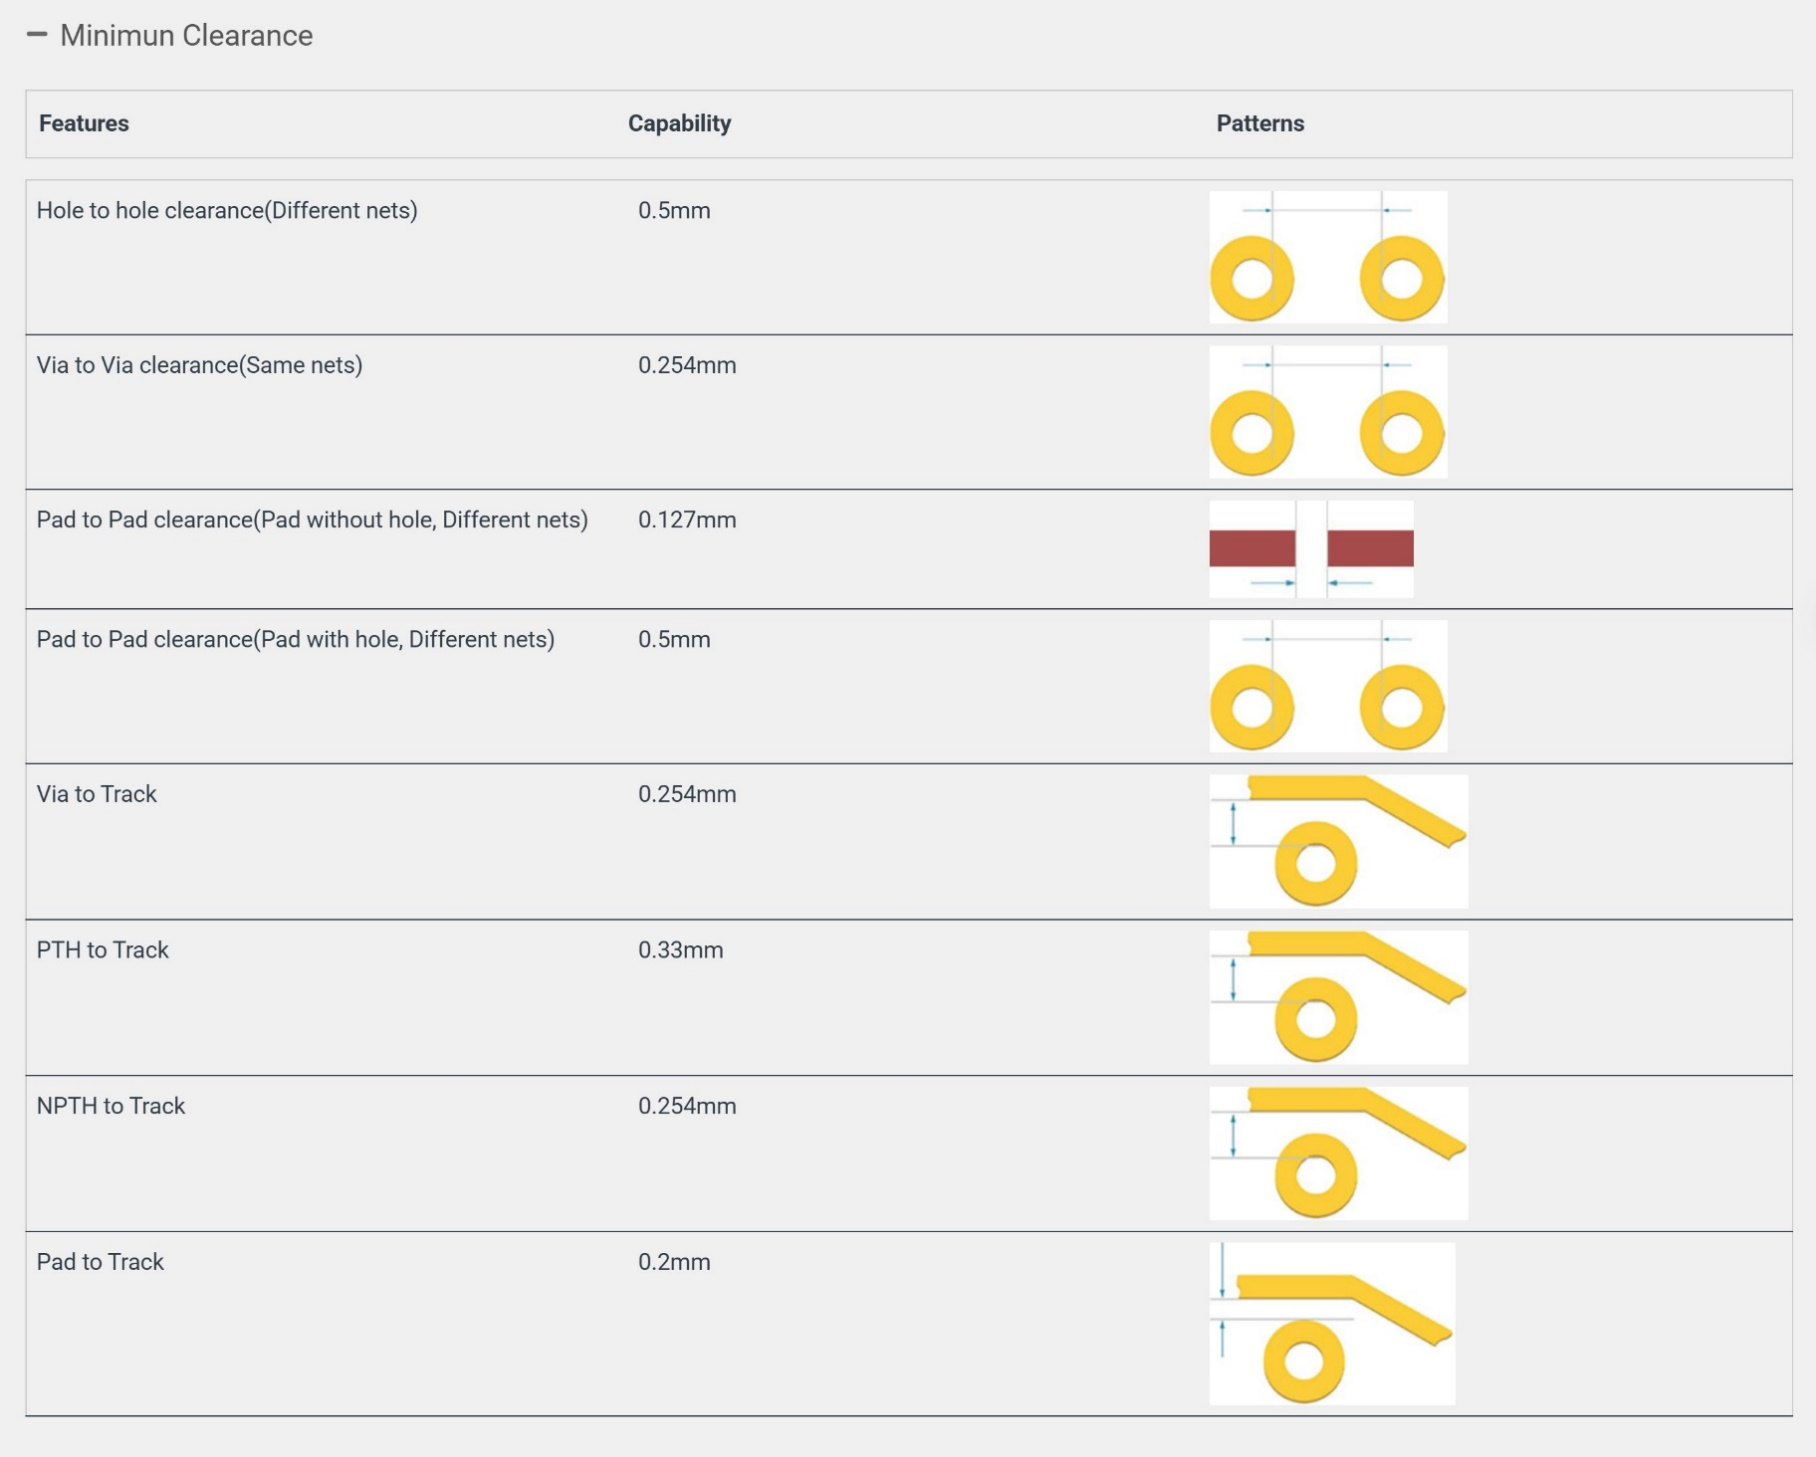 — Minimun Clearance
Features Capability Patterns
Hole to hole clearance(Different nets) 0.5mm
Via to Via clearance(Same nets) 0.254mm
Pad to Pad clearance(Pad without hole, Different nets) 0.127mm
Pad to Pad clearance(Pad with hole, Different nets) 0.5mm
Via to Track 0.254mm
PTH to Track 0.33mm
NPTH to Track 0.254mm
Pad to Track 0.2mm